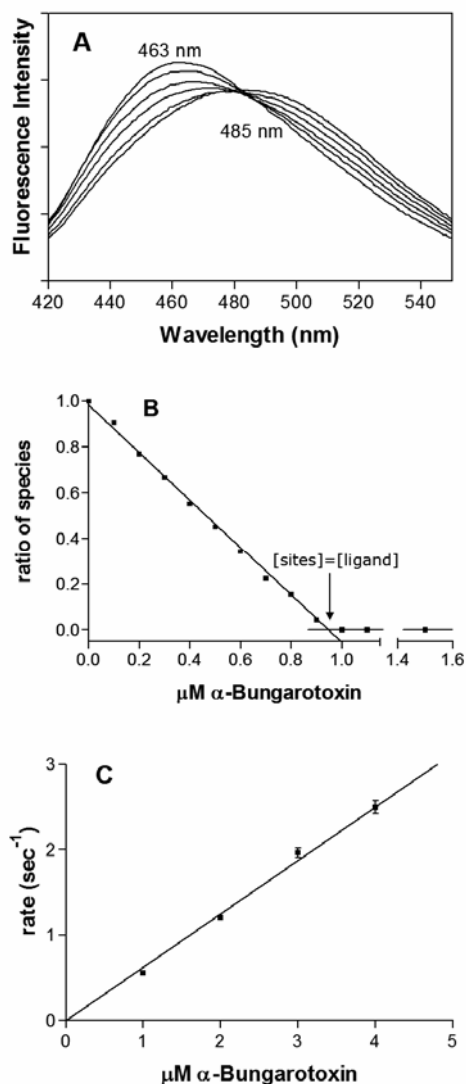 A
463 nm
485 nm
Fluorescence Intensity
420 440 460 480 500 520 540
Wavelength (nm)
B
1.0
0.8
0.6
0.4
0.2
0.0
ratio of species
[sites]=[ligand]
0.0 0.2 0.4 0.6 0.8 1.0 1.4 1.6
μM α-Bungarotoxin
C
3
2
1
0
rate (sec⁻¹)
0 1 2 3 4 5
μM α-Bungarotoxin